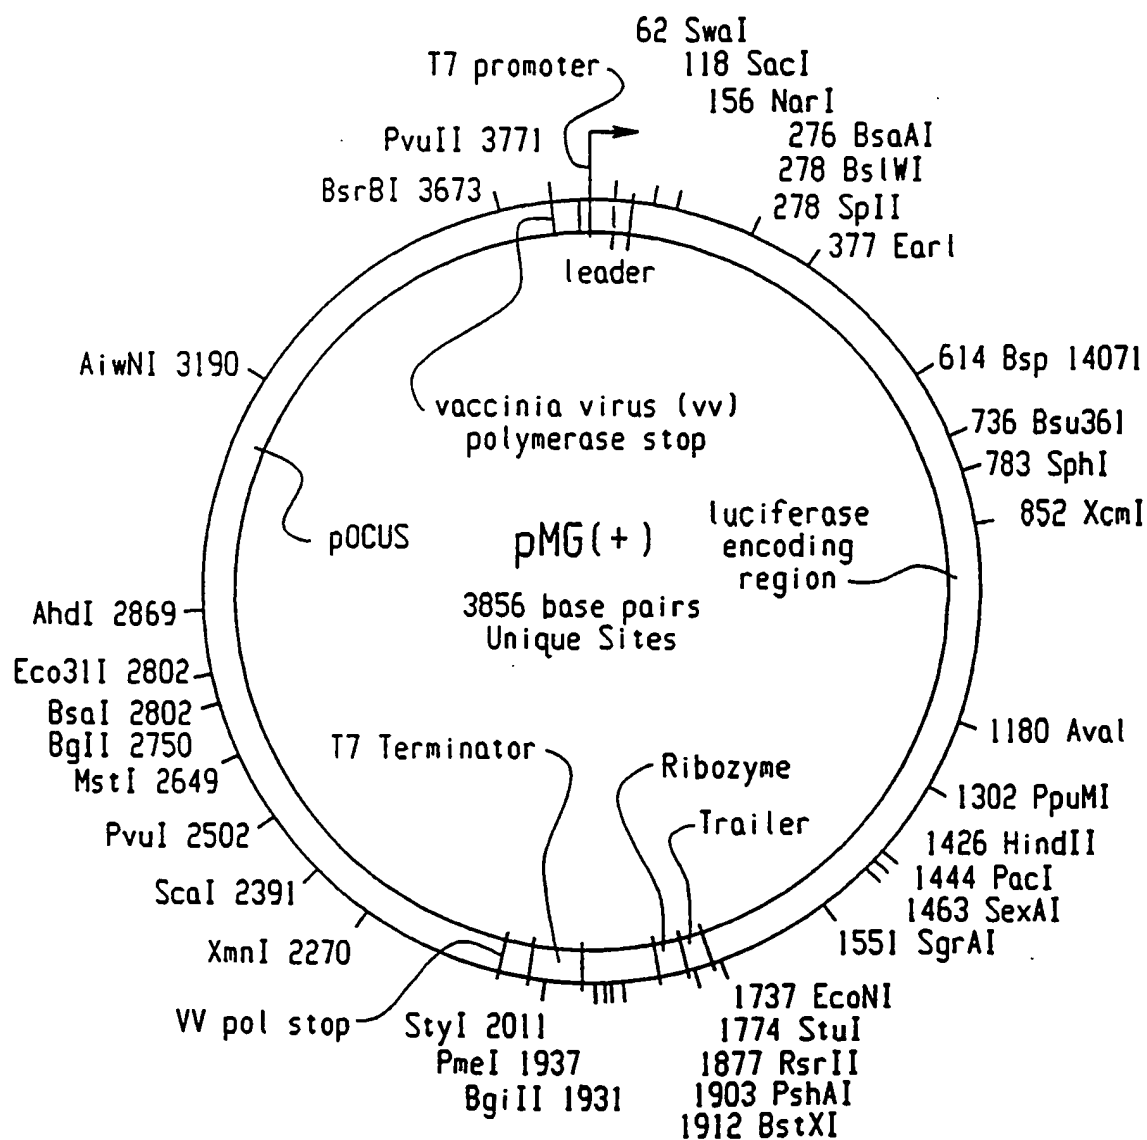 62 SwaI
118 SacI
156 NarI
276 BsaAI
278 BslWI
278 SpII
377 EarI
T7 promoter
PvuII 3771
BsrBI 3673
leader
AiwNI 3190
vaccinia virus (vv)
polymerase stop
614 Bsp 14071
736 Bsu361
783 SphI
852 XcmI
pOCUS
pMG(+)
3856 base pairs
Unique Sites
luciferase
encoding
region
AhdI 2869
Eco31I 2802
BsaI 2802
BgII 2750
MstI 2649
PvuI 2502
ScaI 2391
XmnI 2270
T7 Terminator
Ribozyme
Trailer
1180 AvaI
1302 PpuMI
1426 HindII
1444 PacI
1463 SexAI
1551 SgrAI
VV pol stop
StyI 2011
PmeI 1937
BgiII 1931
1737 EcoNI
1774 StuI
1877 RsrII
1903 PshAI
1912 BstXI